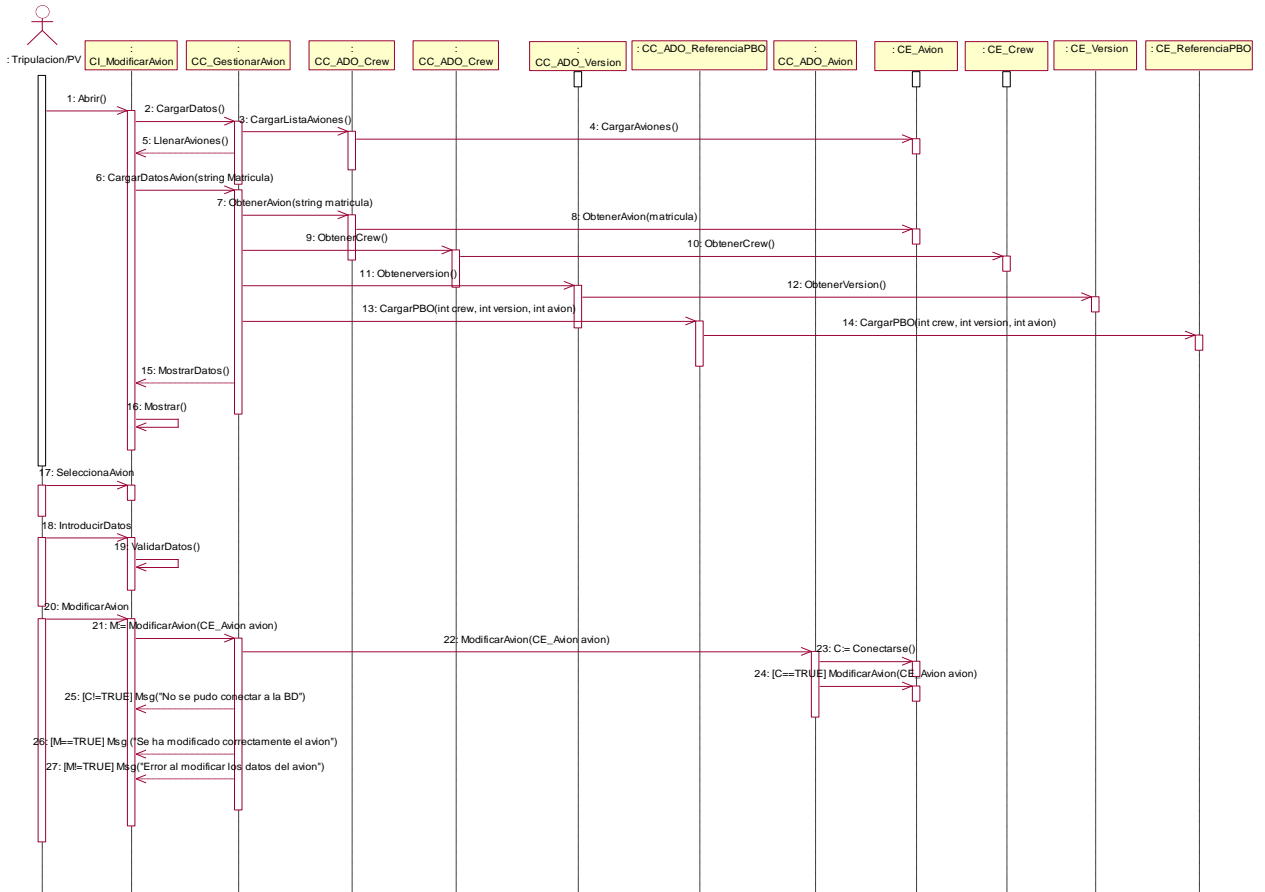 : Tripulacion/PV
:
CI_ModificarAvion
:
CC_GestionarAvion
:
CC_ADO_Crew
:
CC_ADO_Crew
:
CC_ADO_Version
: CC_ADO_ReferenciaPBO
:
CC_ADO_Avion
: CE_Avion
: CE_Crew
: CE_Version
: CE_ReferenciaPBO
1: Abrir()
2: CargarDatos()
3: CargarListaAviones()
4: CargarAviones()
5: LlenarAviones()
6: CargarDatosAvion(string Matricula)
7: ObtenerAvion(string matricula)
8: ObtenerAvion(matricula)
9: ObtenerCrew()
10: ObtenerCrew()
11: Obtenerversion()
12: ObtenerVersion()
13: CargarPBO(int crew, int version, int avion)
14: CargarPBO(int crew, int version, int avion)
15: MostrarDatos()
16: Mostrar()
17: SeleccionaAvion
18: IntroducirDatos
19: ValidarDatos()
20: ModificarAvion
21: M:= ModificarAvion(CE_Avion avion)
22: ModificarAvion(CE_Avion avion)
23: C:= Conectarse()
24: [C==TRUE] ModificarAvion(CE_Avion avion)
25: [C!=TRUE] Msg("No se pudo conectar a la BD")
26: [M==TRUE] Msg ("Se ha modificado correctamente el avion")
27: [M!=TRUE] Msg("Error al modificar los datos del avion")